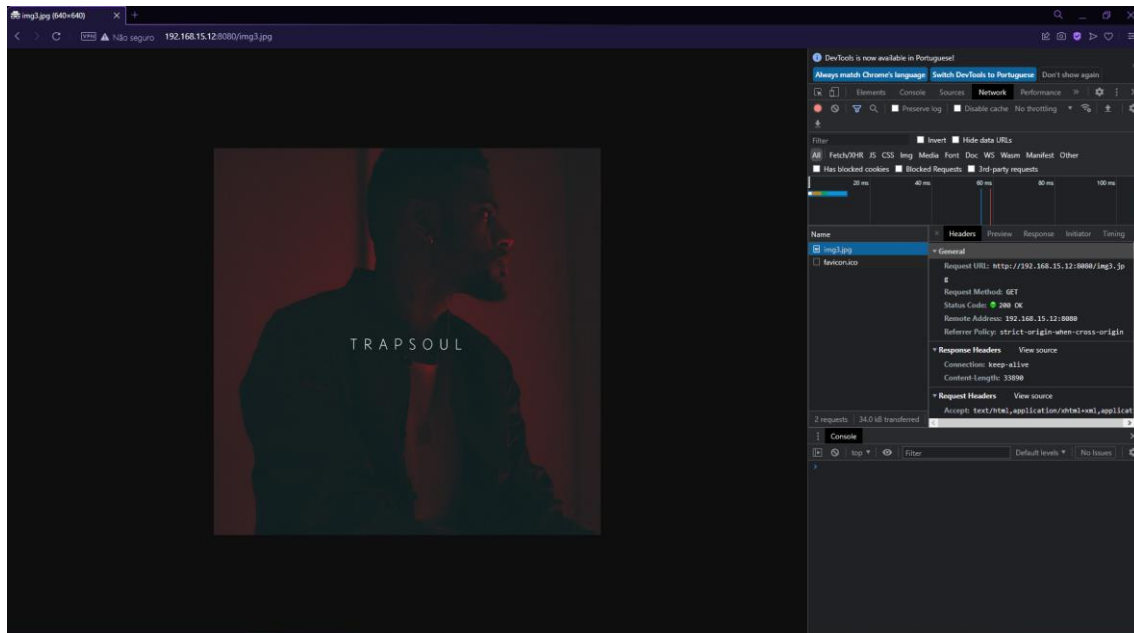 img3.jpg (640×640)
VPN
Não seguro
192.168.15.12:8080/img3.jpg
TRAPSOUL
DevTools is now available in Portuguese!
Always match Chrome's language
Switch DevTools to Portuguese
Don't show again
Elements Console Sources Network Performance
Preserve log Disable cache No throttling
Filter Invert Hide data URLs
All Fetch/XHR JS CSS Img Media Font Doc WS Wasm Manifest Other
Has blocked cookies Blocked Requests 3rd-party requests
20 ms 40 ms 60 ms 80 ms 100 ms
Name
img3.jpg
favicon.ico
2 requests 34.0 kB transferred
Headers Preview Response Initiator Timing
General
Request URL: http://192.168.15.12:8080/img3.jp
g
Request Method: GET
Status Code: 200 OK
Remote Address: 192.168.15.12:8080
Referrer Policy: strict-origin-when-cross-origin
Response Headers View source
Connection: keep-alive
Content-Length: 33890
Request Headers View source
Accept: text/html,application/xhtml+xml,applicat
Console
top Filter Default levels No Issues